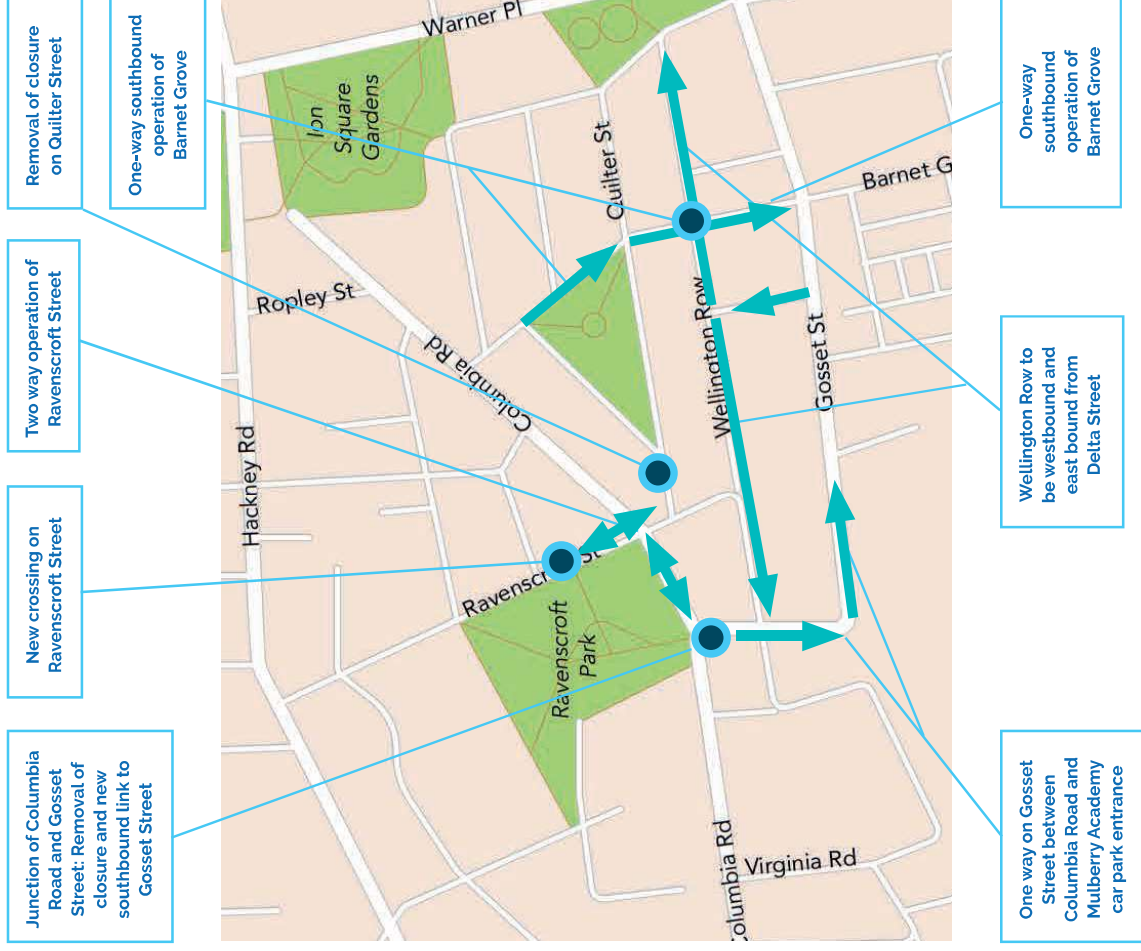 Removal of closure
on Quilter Street
One-way southbound
operation of
Barnet Grove
Two way operation of
Ravenscroft Street
New crossing on
Ravenscroft Street
Junction of Columbia
Road and Gosset
Street: Removal of
closure and new
southbound link to
Gosset Street
Warner Pl
Ion
Square
Gardens
Quilter St
Barnet G
Ropley St
Columbia Rd
Wellington Row
Gosset St
Hackney Rd
Ravenscroft St
Ravenscroft
Park
Columbia Rd
Virginia Rd
One-way
southbound
operation of
Barnet Grove
Wellington Row to
be westbound and
east bound from
Delta Street
One way on Gosset
Street between
Columbia Road and
Mulberry Academy
car park entrance